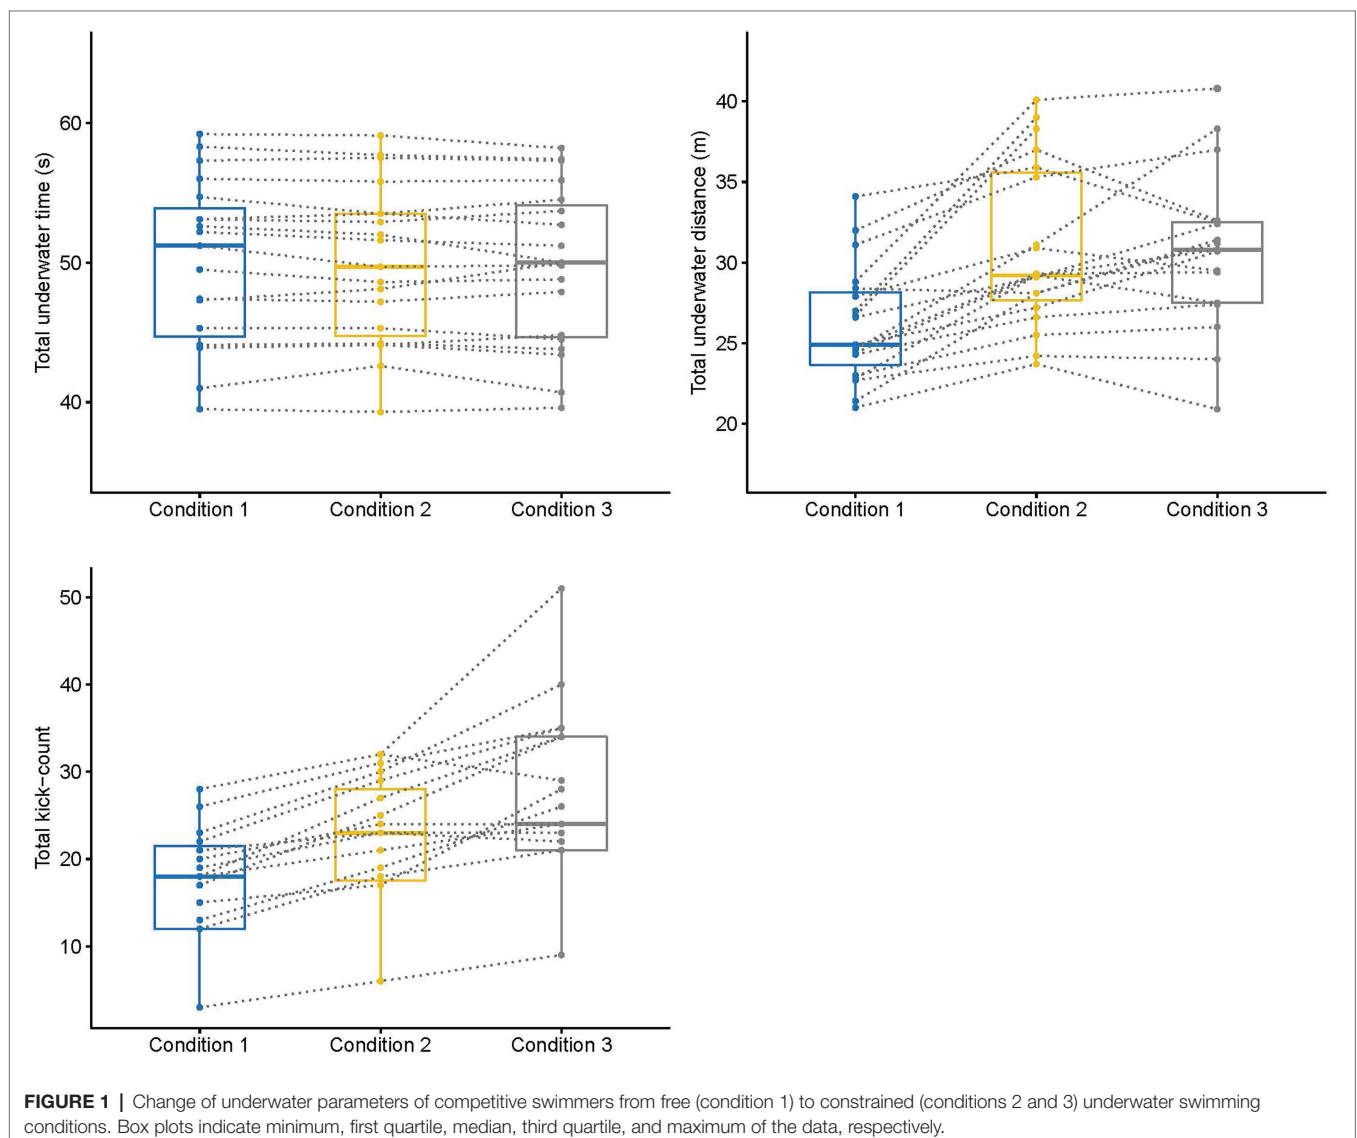 Total underwater time (s)
60
50
40
Condition 1 Condition 2 Condition 3
Total underwater distance (m)
40
35
30
25
20
Condition 1 Condition 2 Condition 3
Total kick−count
50
40
30
20
10
Condition 1 Condition 2 Condition 3
FIGURE 1 | Change of underwater parameters of competitive swimmers from free (condition 1) to constrained (conditions 2 and 3) underwater swimming
conditions. Box plots indicate minimum, first quartile, median, third quartile, and maximum of the data, respectively.